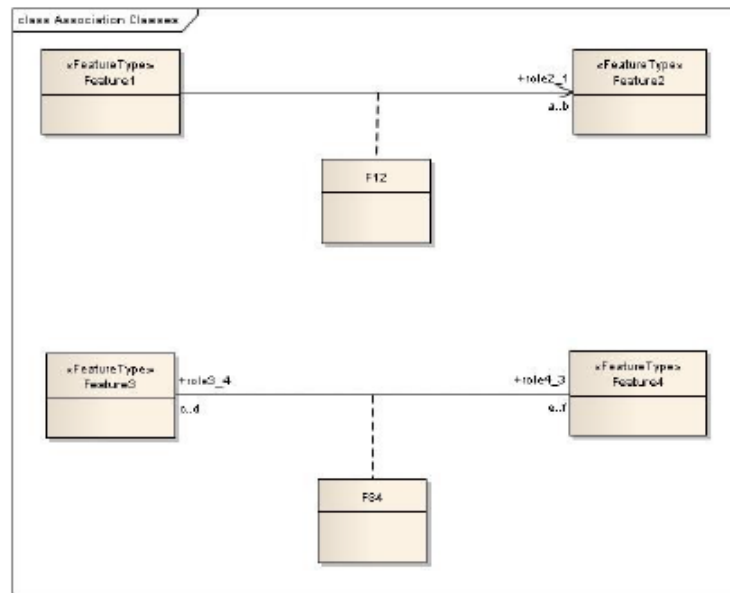 class Association Classes
«FeatureType»
Feature1
+role2_1
a..b
«FeatureType»
Feature2
F12
«FeatureType»
Feature3
+role3_4
c..d
+role4_3
e..f
«FeatureType»
Feature4
F34